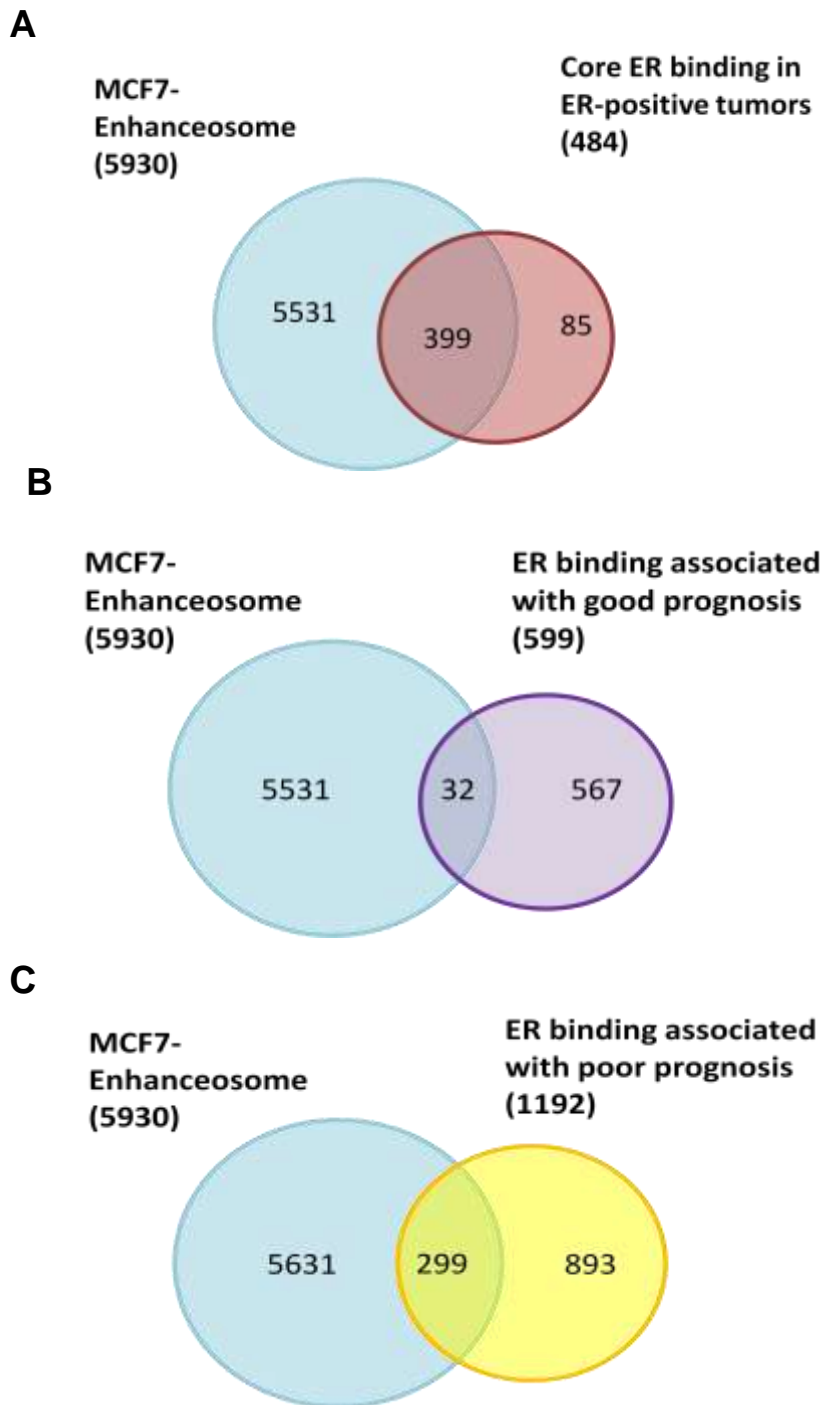 A
MCF7-
Enhanceosome
(5930)
Core ER binding in
ER-positive tumors
(484)
5531
399
85
B
MCF7-
Enhanceosome
(5930)
ER binding associated
with good prognosis
(599)
5531
32
567
C
MCF7-
Enhanceosome
(5930)
ER binding associated
with poor prognosis
(1192)
5631
299
893